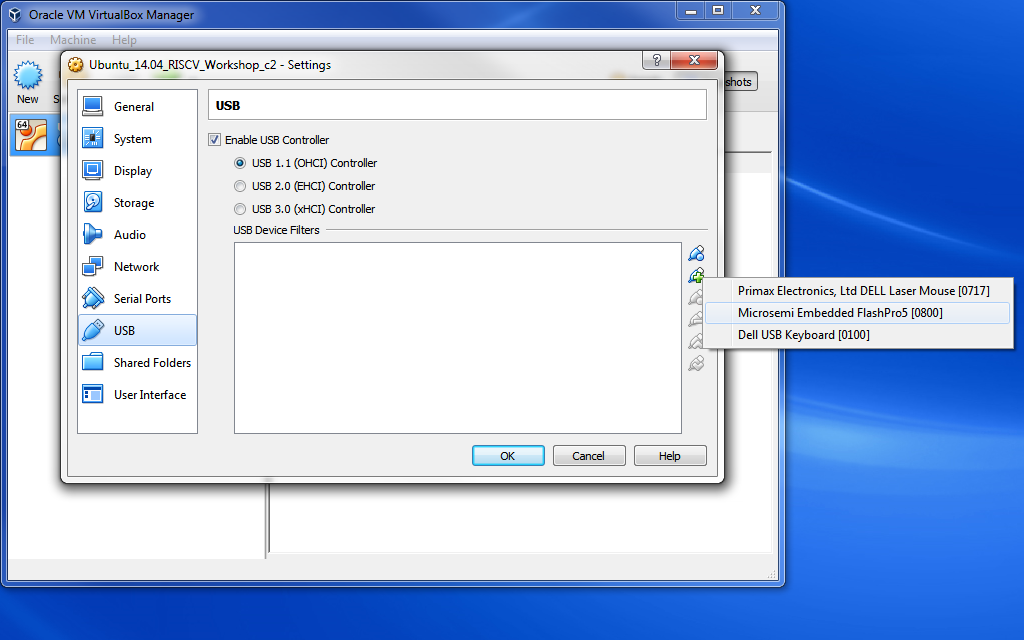 Oracle VM VirtualBox Manager
File Machine Help
Ubuntu_14.04_RISCV_Workshop_c2 - Settings
New
shots
64
General
System
Display
Storage
Audio
Network
Serial Ports
USB
Shared Folders
User Interface
USB
Enable USB Controller
USB 1.1 (OHCI) Controller
USB 2.0 (EHCI) Controller
USB 3.0 (xHCI) Controller
USB Device Filters
Primax Electronics, Ltd DELL Laser Mouse [0717]
Microsemi Embedded FlashPro5 [0800]
Dell USB Keyboard [0100]
OK Cancel Help